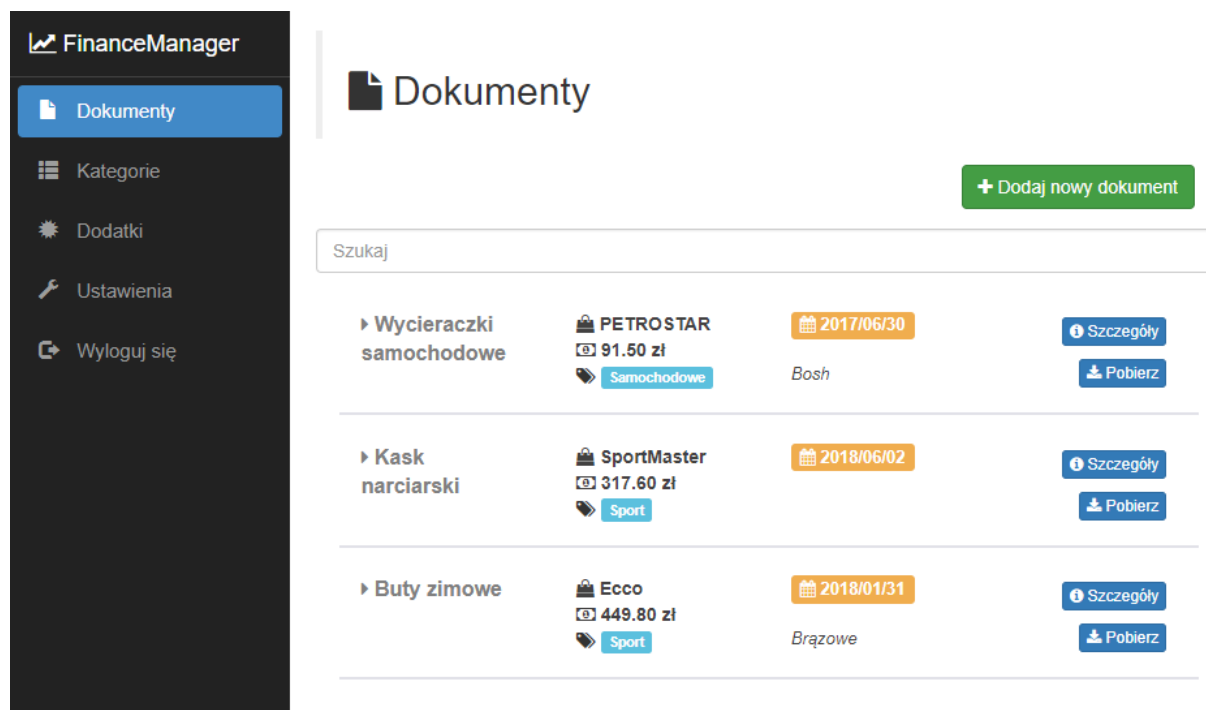 FinanceManager
Dokumenty
Kategorie
Dodatki
Ustawienia
Wyloguj się
Dokumenty
Dodaj nowy dokument
Szukaj
Wycieraczki
samochodowe
PETROSTAR
91.50 zł
Samochodowe
2017/06/30
Bosh
Szczegóły
Pobierz
Kask
narciarski
SportMaster
317.60 zł
Sport
2018/06/02
Szczegóły
Pobierz
Buty zimowe
Ecco
449.80 zł
Sport
2018/01/31
Brązowe
Szczegóły
Pobierz